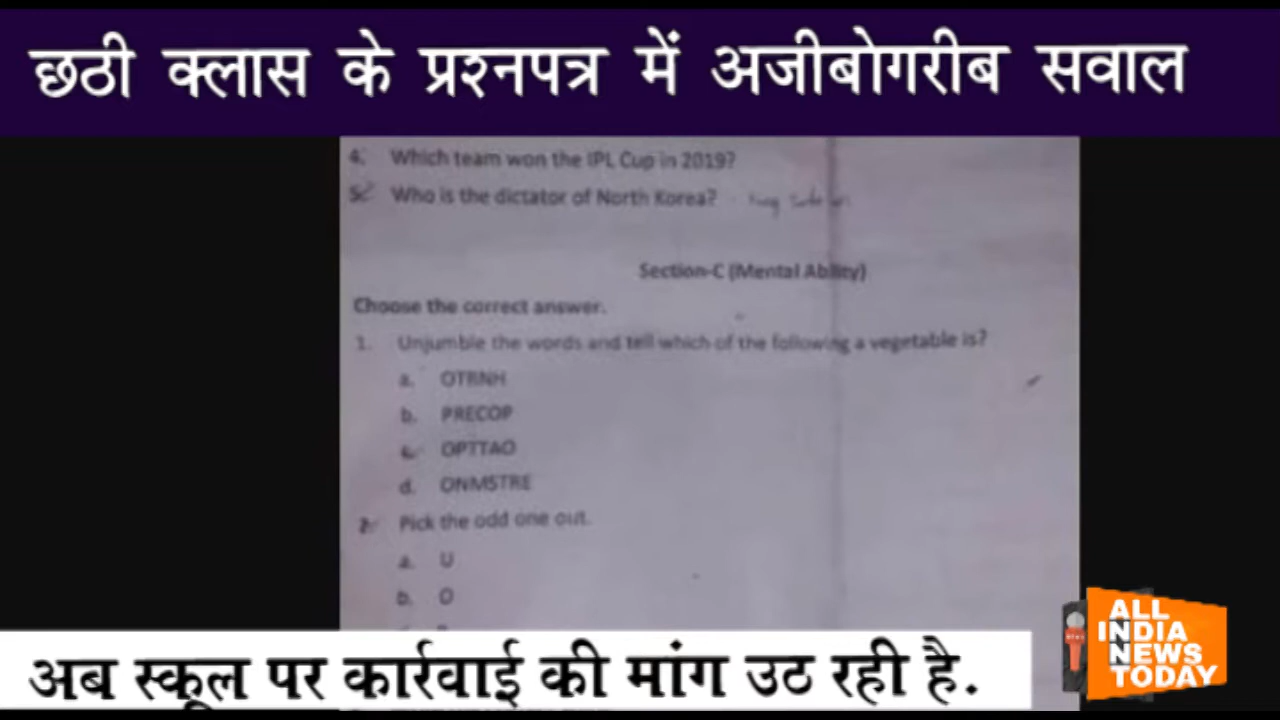 छठी क्लास के प्रश्नपत्र में अजीबोगरीब सवाल
4. Which team won the IPL Cup in 2019?
5. Who is the dictator of North Korea?
Section-C (Mental Ability)
Choose the correct answer.
1. Unjumble the words and tell which of the following a vegetable is?
a. OTRNH
b. PRECOP
c. OPTTAO
d. ONMSTRE
2. Pick the odd one out.
a. U
b. O
अब स्कूल पर कार्रवाई की मांग उठ रही है.
ALL
INDIA
NEWS
TODAY